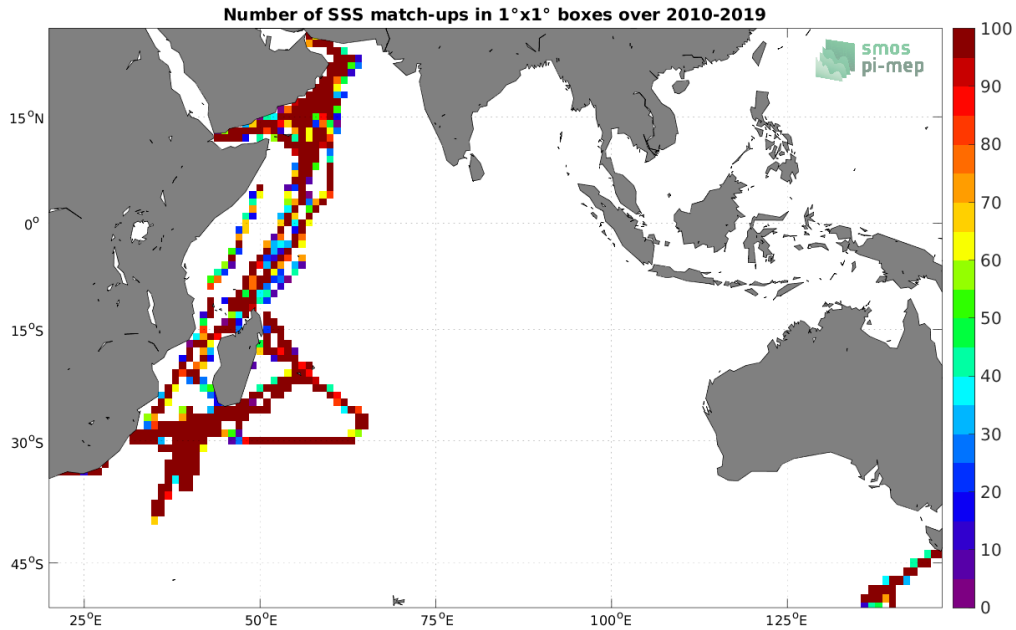 Number of SSS match-ups in 1°x1° boxes over 2010-2019
smos
pi-mep
100
90
80
70
60
50
40
30
20
10
0
15°N
0°
15°S
30°S
45°S
25°E
50°E
75°E
100°E
125°E